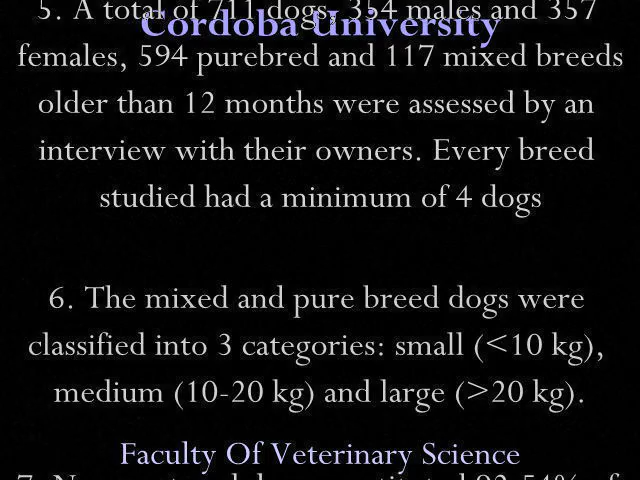 5. A total of 711 dogs, 354 males and 357
Cordoba University
females, 594 purebred and 117 mixed breeds
older than 12 months were assessed by an
interview with their owners. Every breed
studied had a minimum of 4 dogs
6. The mixed and pure breed dogs were
classified into 3 categories: small (<10 kg),
medium (10-20 kg) and large (>20 kg).
Faculty Of Veterinary Science